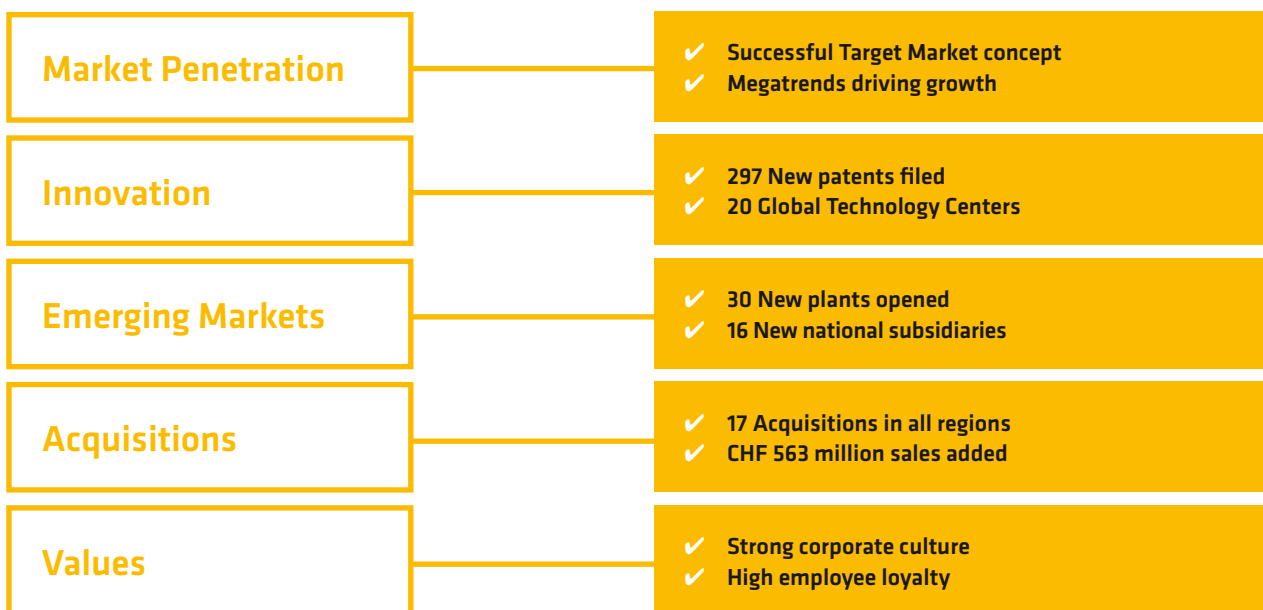 Market Penetration
✔ Successful Target Market concept
✔ Megatrends driving growth
Innovation
✔ 297 New patents filed
✔ 20 Global Technology Centers
Emerging Markets
✔ 30 New plants opened
✔ 16 New national subsidiaries
Acquisitions
✔ 17 Acquisitions in all regions
✔ CHF 563 million sales added
Values
✔ Strong corporate culture
✔ High employee loyalty